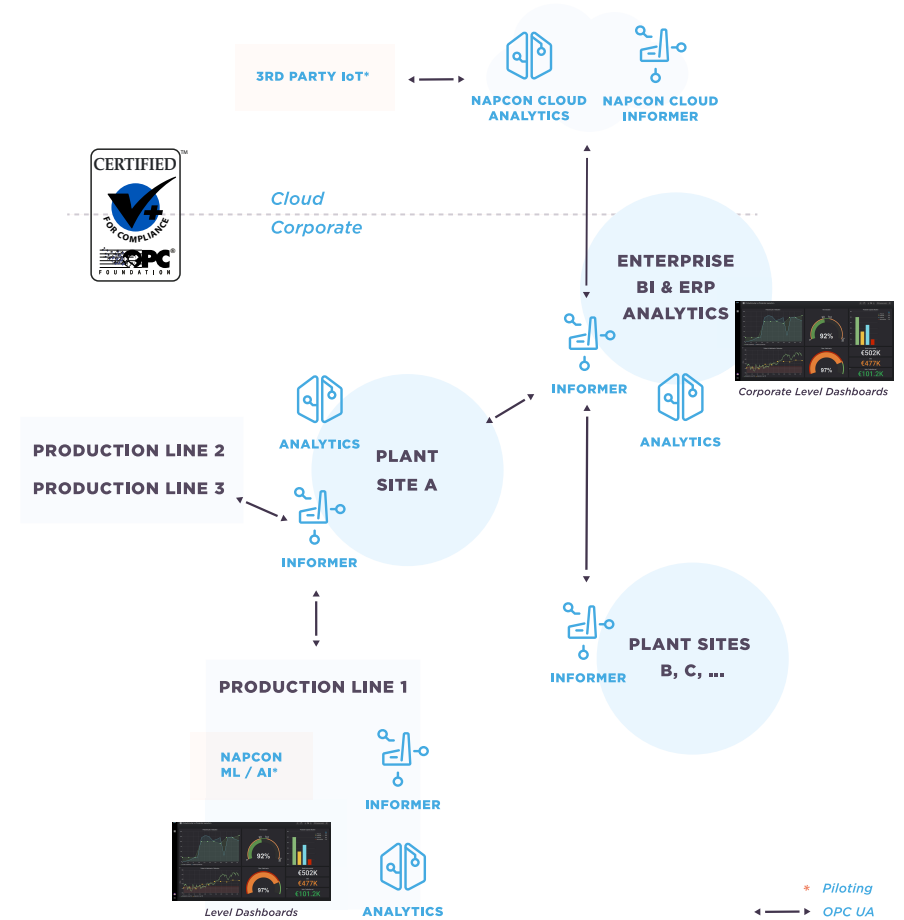 3RD PARTY IoT*
NAPCON CLOUD
ANALYTICS
NAPCON CLOUD
INFORMER
CERTIFIED
TM
V+
FOR COMPLIANCE
OPC
®
FOUNDATION
Cloud
Corporate
ENTERPRISE
BI & ERP
ANALYTICS
INFORMER
92%
97%
€502K
€477K
€101.2K
Corporate Level Dashboards
ANALYTICS
ANALYTICS
PLANT
SITE A
PRODUCTION LINE 2
PRODUCTION LINE 3
INFORMER
PLANT SITES
B, C, ...
INFORMER
PRODUCTION LINE 1
NAPCON
ML / AI*
INFORMER
92%
97%
€502K
€477K
€101.2K
Level Dashboards
ANALYTICS
* Piloting
OPC UA